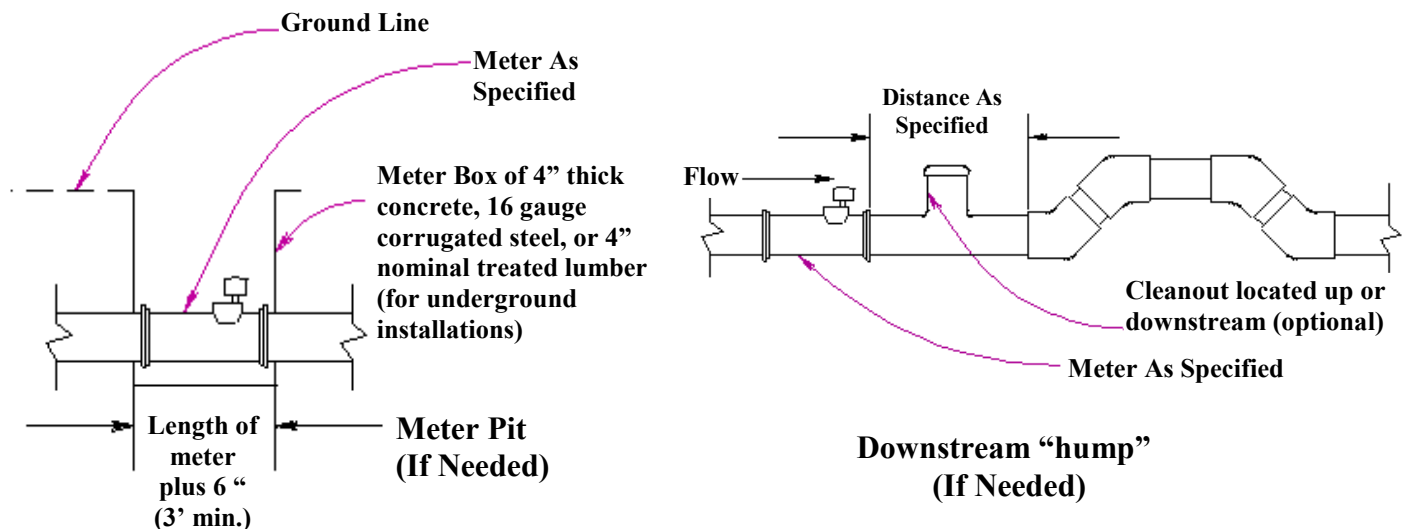 Ground Line
Meter As
Specified
Meter Box of 4” thick
concrete, 16 gauge
corrugated steel, or 4”
nominal treated lumber
(for underground
installations)
Length of
meter
plus 6 “
(3’ min.)
Meter Pit
(If Needed)
Distance As
Specified
Flow
Cleanout located up or
downstream (optional)
Meter As Specified
Downstream “hump”
(If Needed)